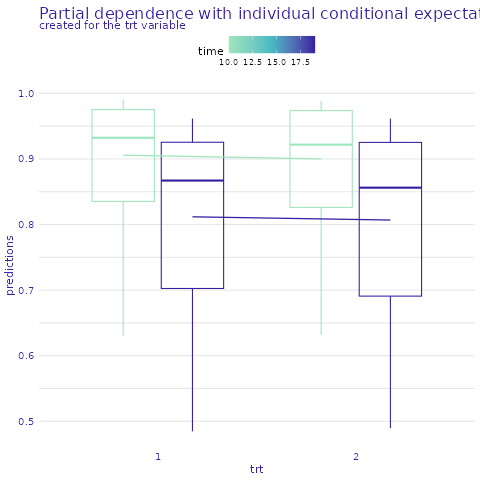 Partial dependence with individual conditional expectat
created for the trt variable
time
10.0 12.5 15.0 17.5
1.0
0.9
0.8
0.7
0.6
0.5
predictions
1 2
trt